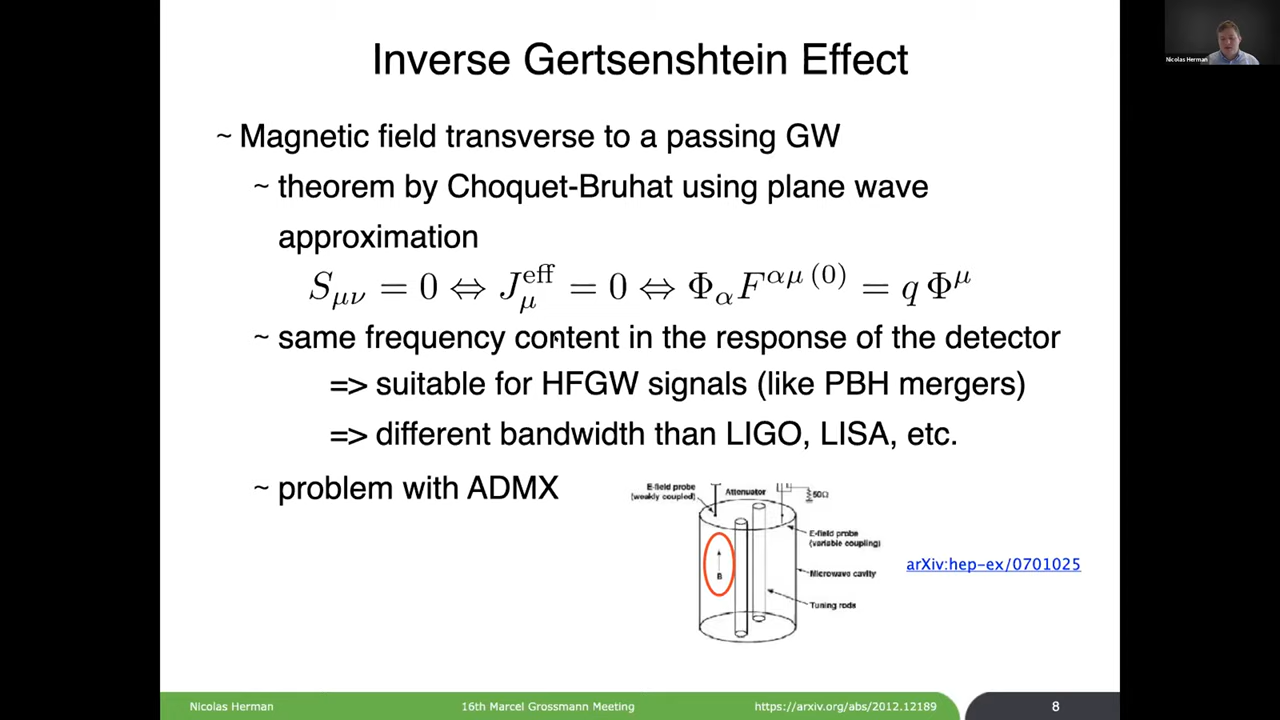 Inverse Gertsenshtein Effect
Nicolas Herman
~ Magnetic field transverse to a passing GW
~ theorem by Choquet-Bruhat using plane wave
approximation
S_{μν} = 0 ⇔ J_μ^{eff} = 0 ⇔ Φ_α F^{αμ (0)} = q Φ^μ
~ same frequency content in the response of the detector
=> suitable for HFGW signals (like PBH mergers)
=> different bandwidth than LIGO, LISA, etc.
~ problem with ADMX
E-field probe
(weakly coupled)
Attenuator
50Ω
E-field probe
(variable coupling)
B
Microwave cavity
Tuning rods
arXiv:hep-ex/0701025
Nicolas Herman
16th Marcel Grossmann Meeting
https://arxiv.org/abs/2012.12189
8